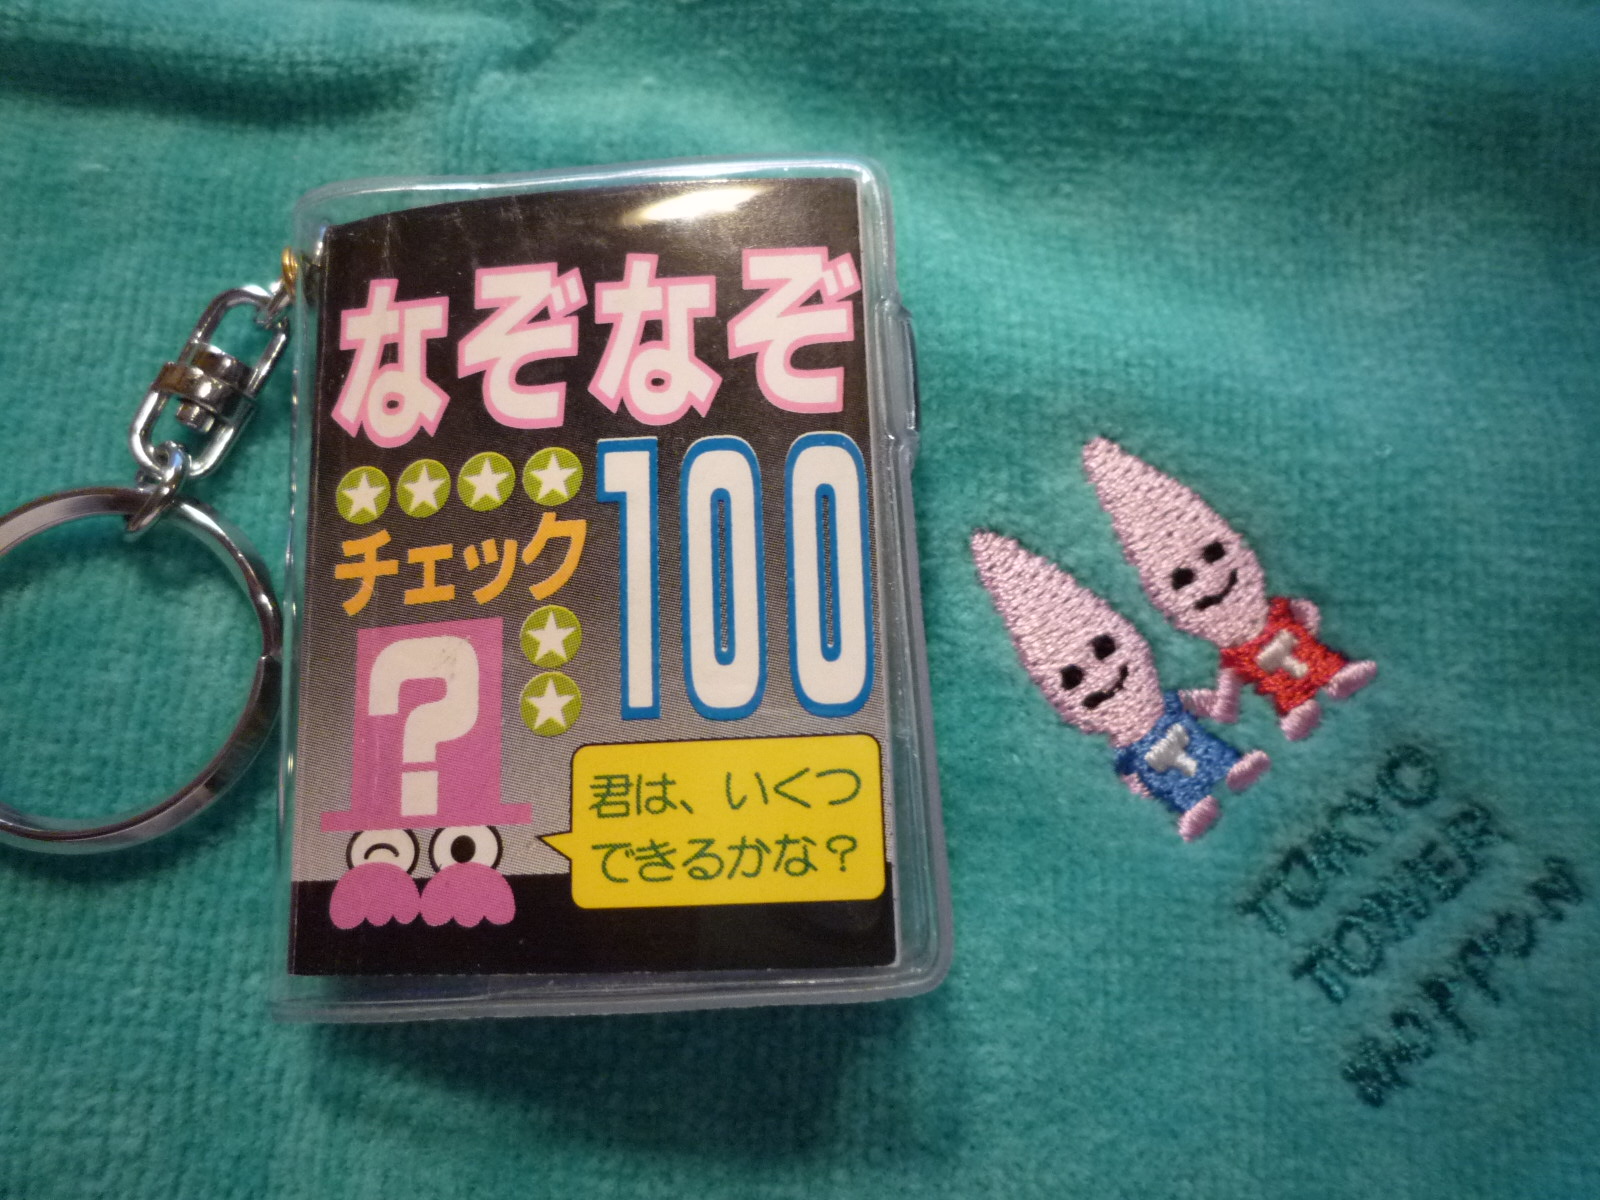 なぞなぞ
チェック
100
?
君は、いくつ
できるかな?
T
T
TOKYO
TOWER
NOPPON